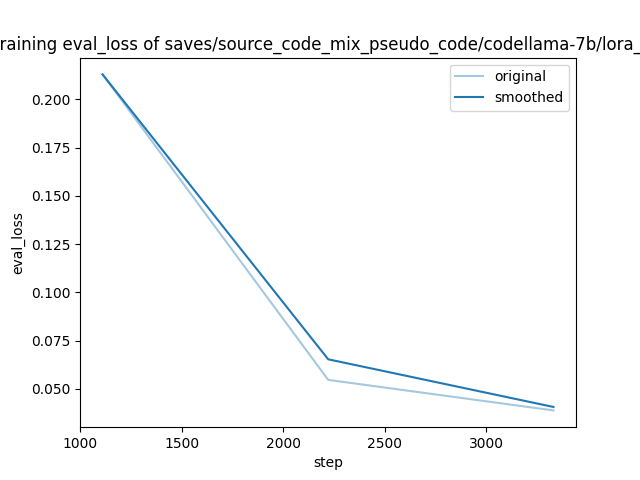 raining eval_loss of saves/source_code_mix_pseudo_code/codellama-7b/lora_
original
smoothed
0.200
0.175
0.150
0.125
0.100
0.075
0.050
eval_loss
1000 1500 2000 2500 3000
step